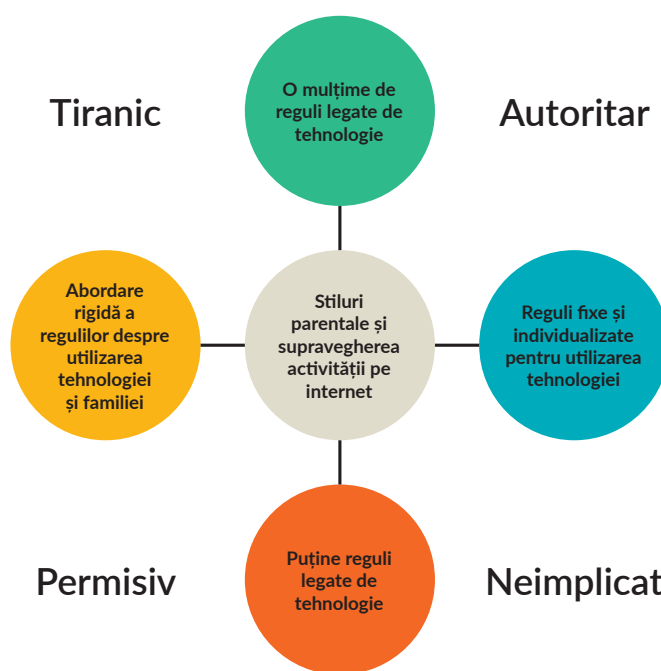 O mulțime de
reguli legate de
tehnologie
Tiranic
Autoritar
Abordare
rigidă a
regulilor despre
utilizarea
tehnologiei
și familiei
Stiluri
parentale și
supravegherea
activității pe
internet
Reguli fixe și
individualizate
pentru utilizarea
tehnologiei
Permisiv
Puține reguli
legate de
tehnologie
Neimplicat